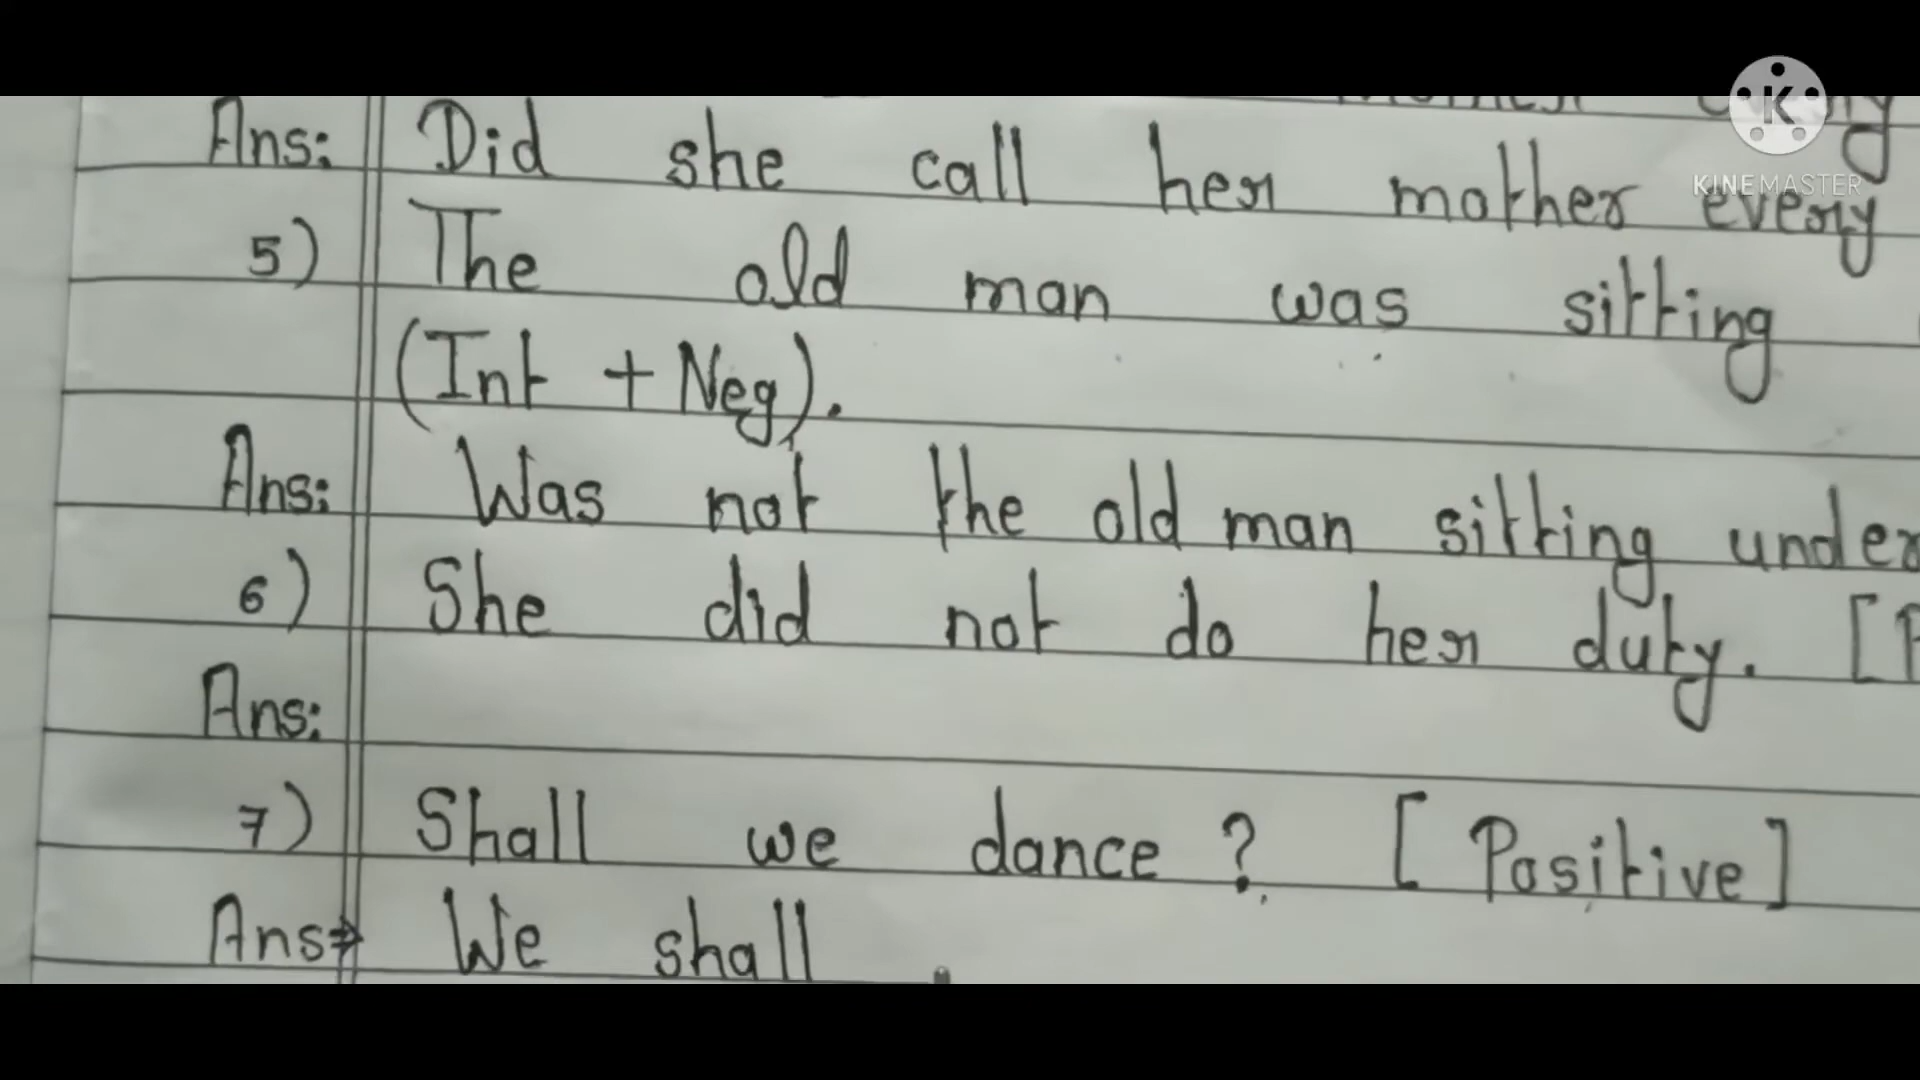 KINEMASTER
Ans: Did she call her mother every
5) The old man was sitting
(Int + Neg).
Ans: Was not the old man sitting under
6) She did not do her duty. [
Ans:
7) Shall we dance ? [ Positive ]
Ans⇒ We shall